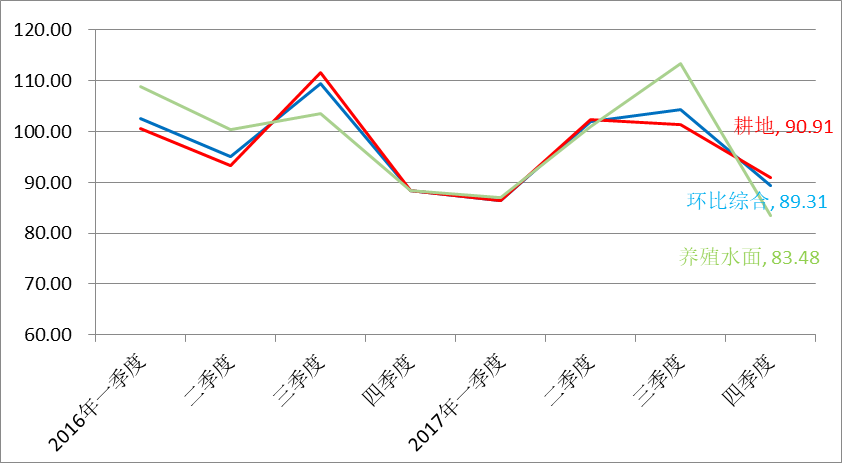 120.00
110.00
100.00
90.00
80.00
70.00
60.00
耕地, 90.91
环比综合, 89.31
养殖水面, 83.48
2016年一季度
二季度
三季度
四季度
2017年一季度
二季度
三季度
四季度